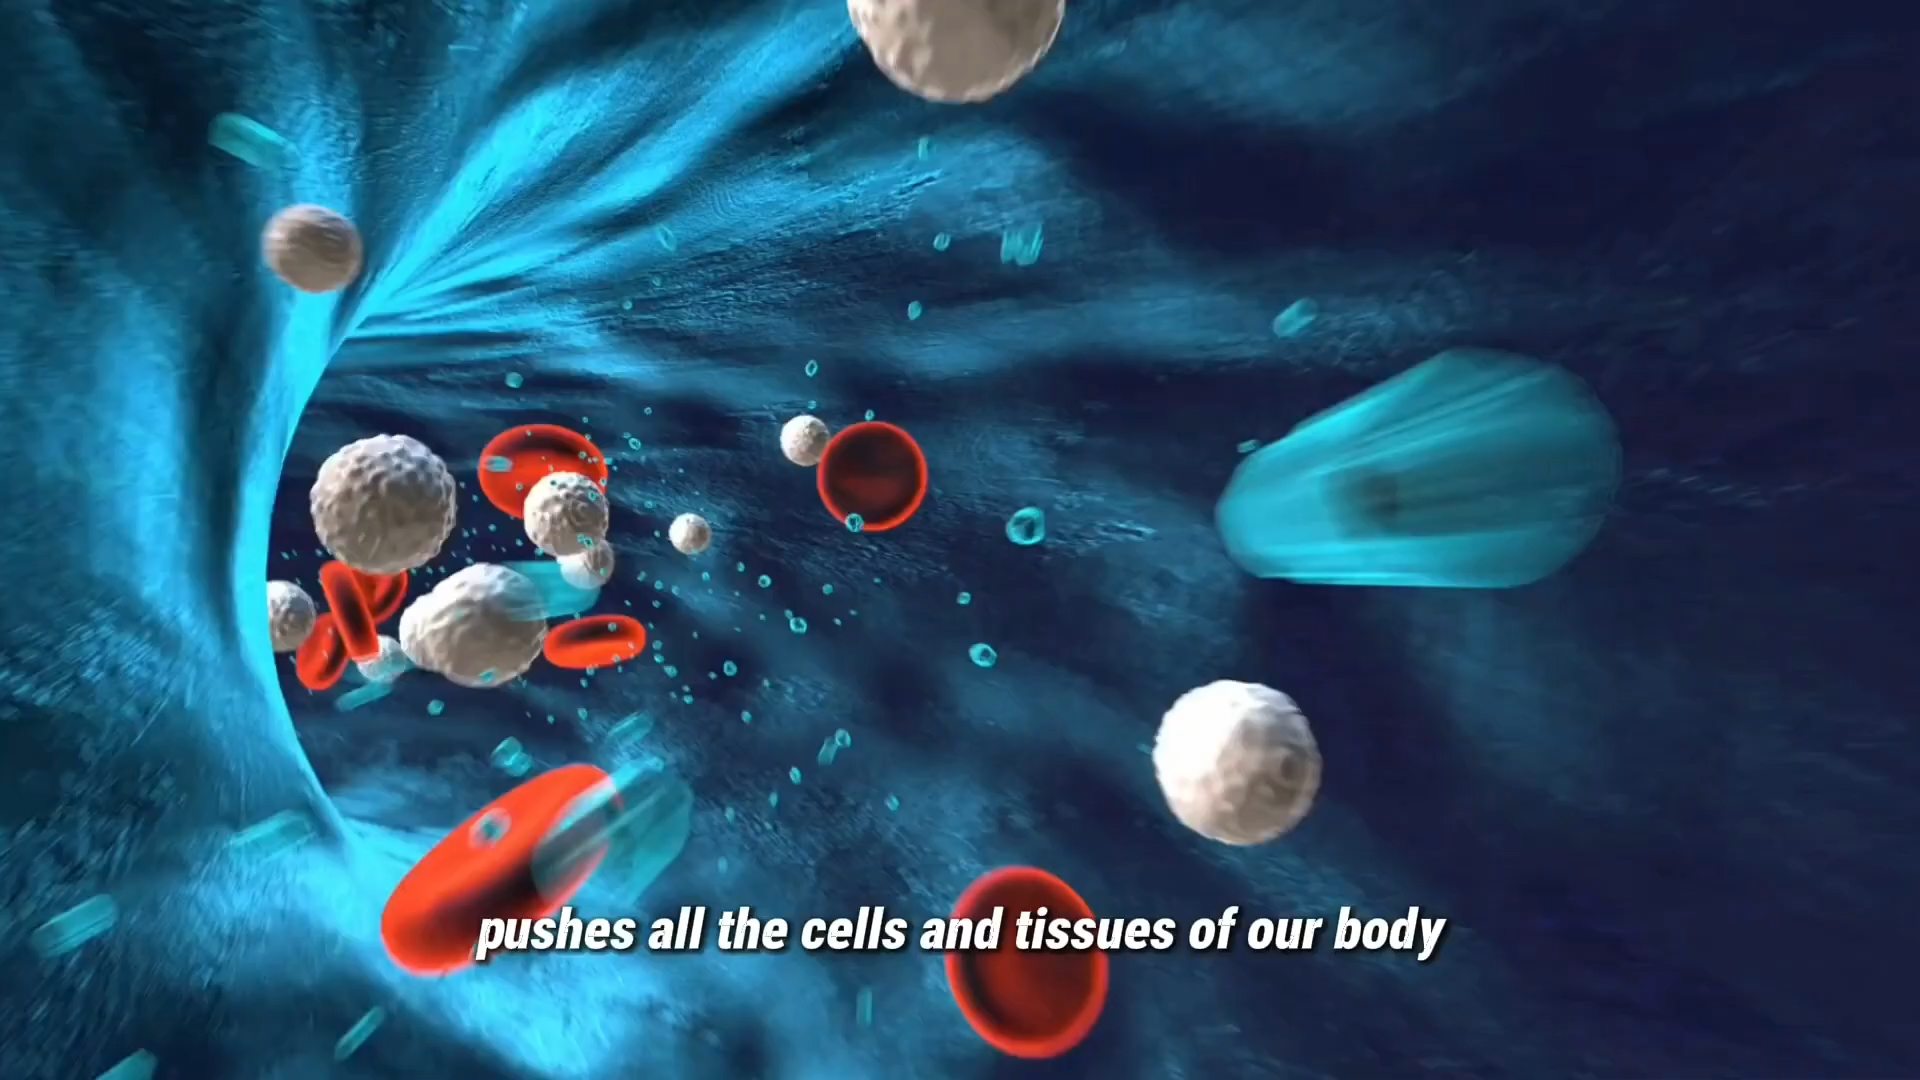 pushes all the cells and tissues of our body